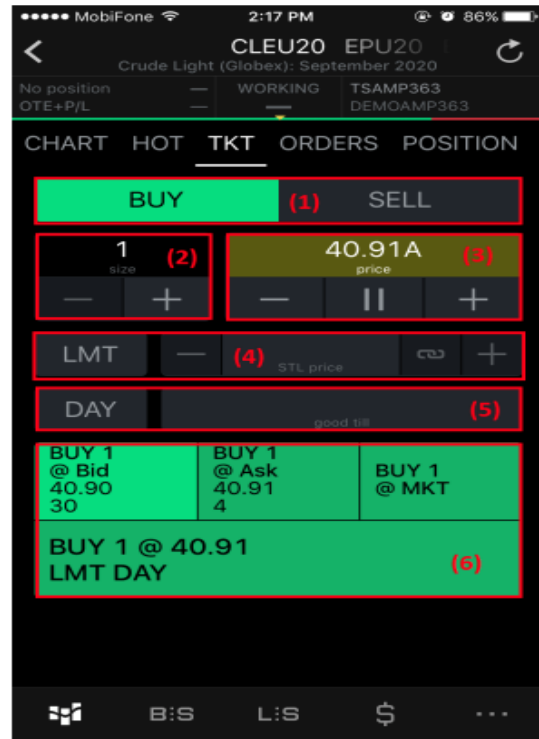 MobiFone 2:17 PM 86%
CLEU20 EPU20
Crude Light (Globex): September 2020
No position — WORKING TSAMP363
OTE+P/L — — DEMOAMP363
CHART HOT TKT ORDERS POSITION
BUY (1) SELL
1 (2) 40.91A (3)
size price
− + − || +
LMT − (4) +
STL price
DAY (5)
good till
BUY 1 BUY 1
@ Bid @ Ask BUY 1
40.90 40.91 @ MKT
30 4
BUY 1 @ 40.91 (6)
LMT DAY
B:S L:S $ ...